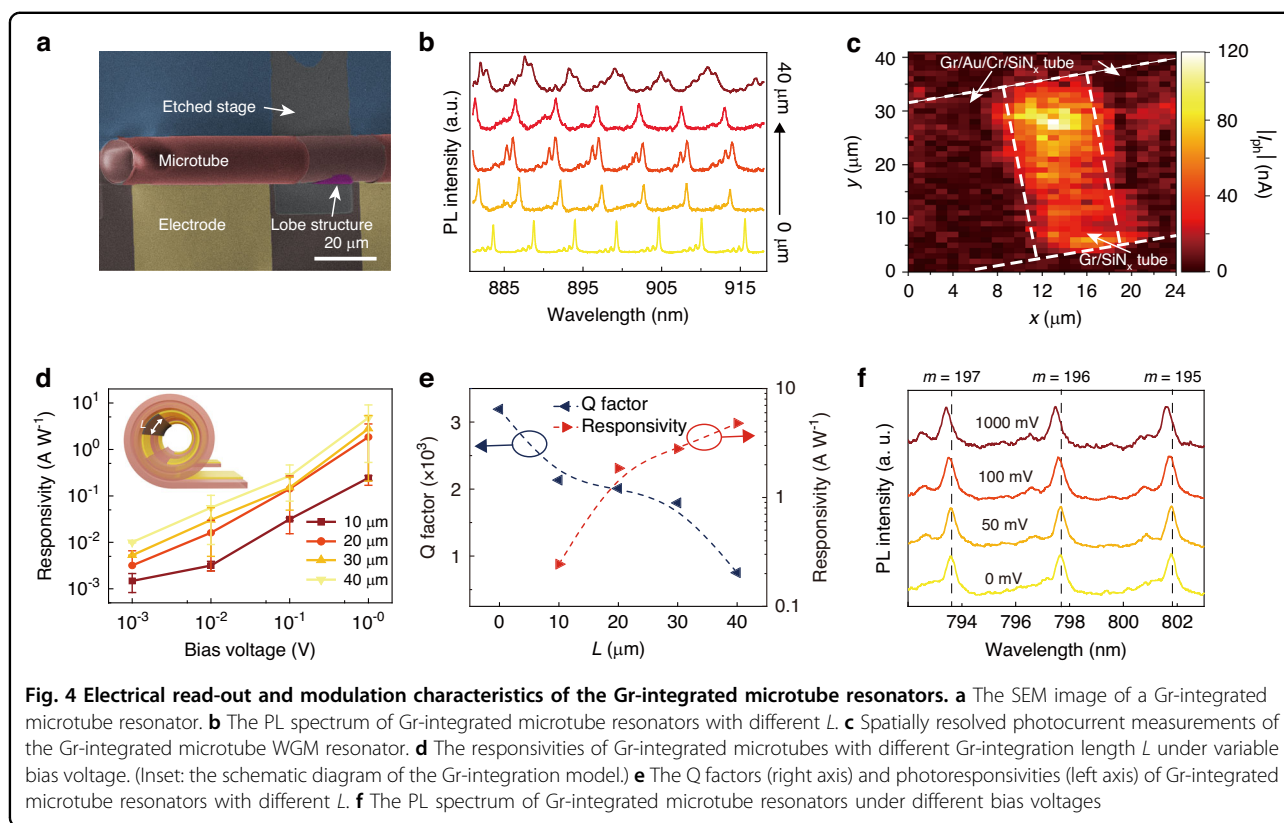 a
Etched stage
Microtube
Electrode
Lobe structure
20 μm
b
PL intensity (a.u.)
40 μm
0 μm
885 895 905 915
Wavelength (nm)
c
Gr/Au/Cr/SiNₓ tube
Gr/SiNₓ tube
40
30
20
10
0
y (μm)
0 4 8 12 16 20 24
x (μm)
120
80
40
0
|Iₚₕ| (nA)
d
Responsivity (A W⁻¹)
10¹
10⁰
10⁻¹
10⁻²
10⁻³
L
10 μm
20 μm
30 μm
40 μm
10⁻³ 10⁻² 10⁻¹ 10⁻⁰
Bias voltage (V)
e
Q factor
Responsivity
Q factor (×10³)
3
2
1
10
1
0.1
Responsivity (A W⁻¹)
0 10 20 30 40
L (μm)
f
m = 197 m = 196 m = 195
1000 mV
100 mV
50 mV
0 mV
PL intensity (a. u.)
794 796 798 800 802
Wavelength (nm)
Fig. 4 Electrical read-out and modulation characteristics of the Gr-integrated microtube resonators. a The SEM image of a Gr-integrated
microtube resonator. b The PL spectrum of Gr-integrated microtube resonators with different L. c Spatially resolved photocurrent measurements of
the Gr-integrated microtube WGM resonator. d The responsivities of Gr-integrated microtubes with different Gr-integration length L under variable
bias voltage. (Inset: the schematic diagram of the Gr-integration model.) e The Q factors (right axis) and photoresponsivities (left axis) of Gr-integrated
microtube resonators with different L. f The PL spectrum of Gr-integrated microtube resonators under different bias voltages